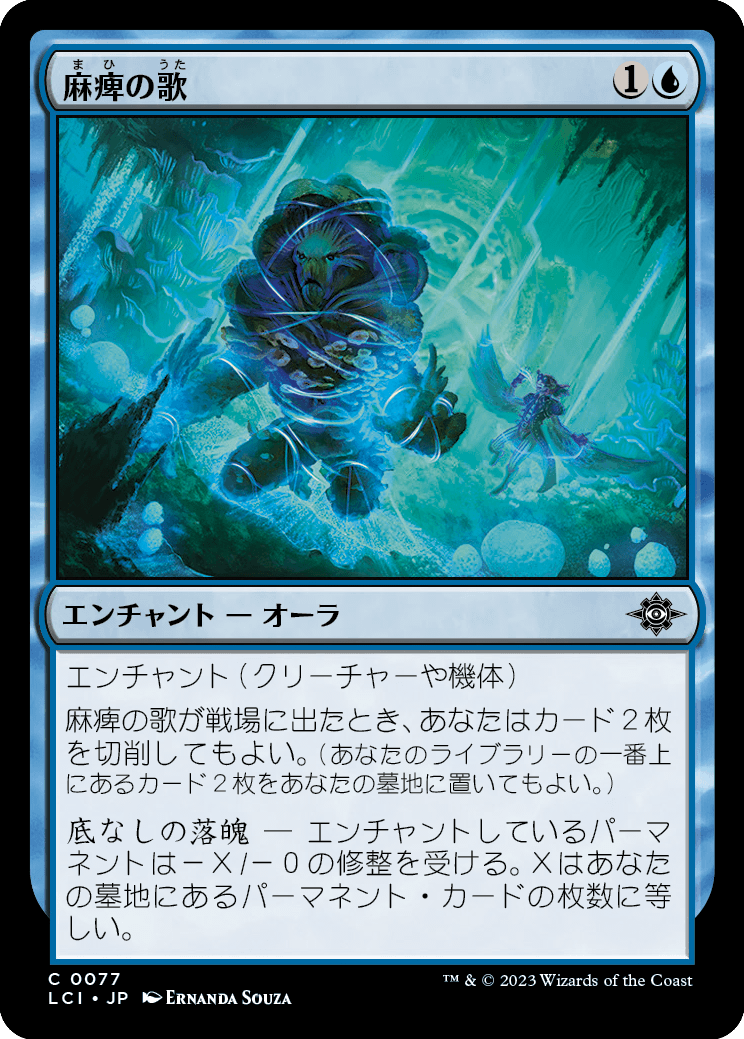 麻痺の歌
まひ うた
1
エンチャント — オーラ
エンチャント（クリーチャーや機体）
麻痺の歌が戦場に出たとき、あなたはカード２枚
を切削してもよい。（あなたのライブラリーの一番上
にあるカード２枚をあなたの墓地に置いてもよい。）
底なしの落魄 — エンチャントしているパーマ
ネントは－Ｘ/－０の修整を受ける。Ｘはあなた
の墓地にあるパーマネント・カードの枚数に等
しい。
C 0077
LCI • JP Ernanda Souza
™ & © 2023 Wizards of the Coast